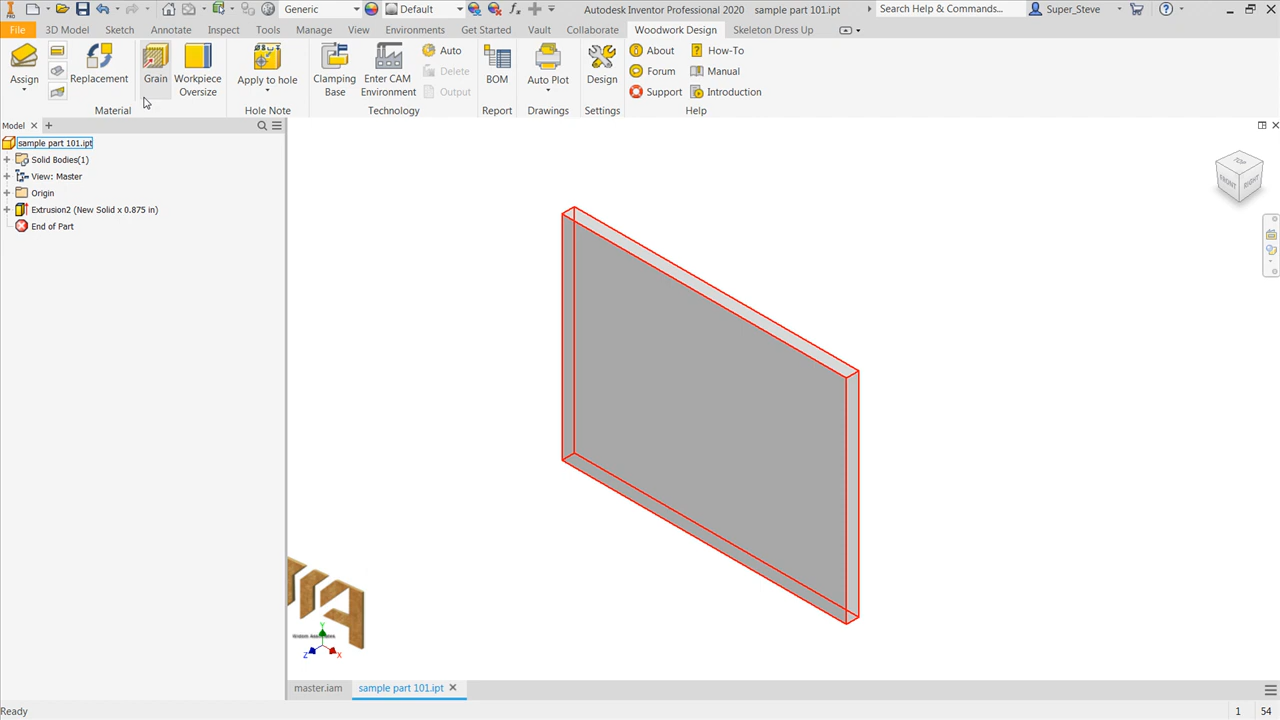 Generic
Default
Autodesk Inventor Professional 2020 sample part 101.ipt
Search Help & Commands...
Super_Steve
File
3D Model
Sketch
Annotate
Inspect
Tools
Manage
View
Environments
Get Started
Vault
Collaborate
Woodwork Design
Skeleton Dress Up
Assign
Replacement
Grain
Workpiece
Oversize
Apply to hole
Clamping
Base
Enter CAM
Environment
Auto
Delete
Output
BOM
Auto Plot
Design
About
Forum
Support
How-To
Manual
Introduction
Material
Hole Note
Technology
Report
Drawings
Settings
Help
Model
sample part 101.ipt
Solid Bodies(1)
View: Master
Origin
Extrusion2 (New Solid x 0.875 in)
End of Part
TOP
FRONT
RIGHT
Y
Z
X
master.iam
sample part 101.ipt
Ready
1
54